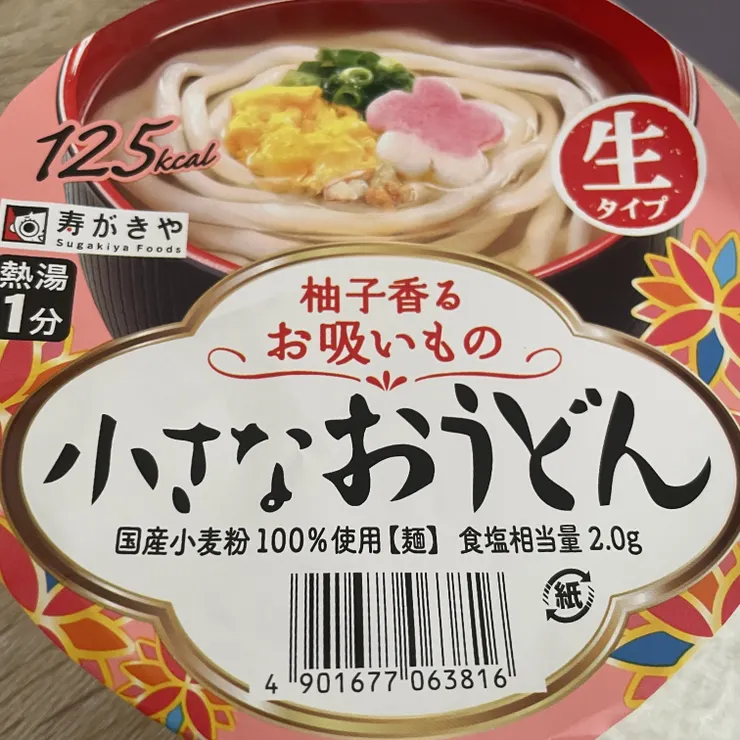 125kcal
生
タイプ
寿がきや
Sugakiya Foods
熱湯
1分
柚子香る
お吸いもの
小さなおうどん
国産小麦粉100%使用【麺】 食塩相当量2.0g
紙
4 901677 063816